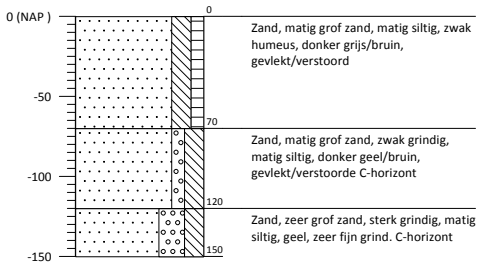 0 (NAP )
0
Zand, matig grof zand, matig siltig, zwak
humeus, donker grijs/bruin,
gevlekt/verstoord
-50
70
Zand, matig grof zand, zwak grindig,
matig siltig, donker geel/bruin,
gevlekt/verstoorde C-horizont
-100
120
Zand, zeer grof zand, sterk grindig, matig
siltig, geel, zeer fijn grind. C-horizont
150
-150